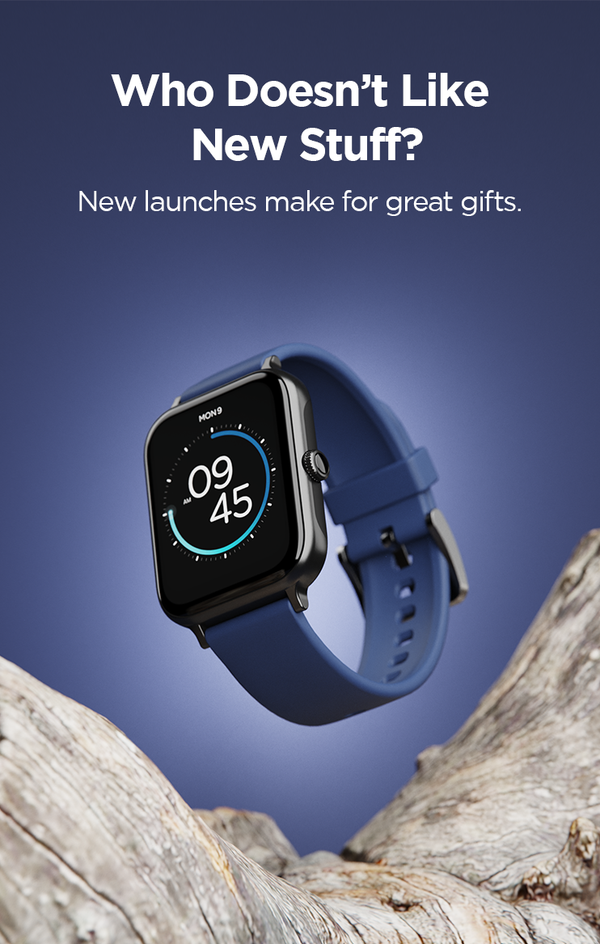 Who Doesn’t Like
New Stuff?
New launches make for great gifts.
MON 9
09
AM 45